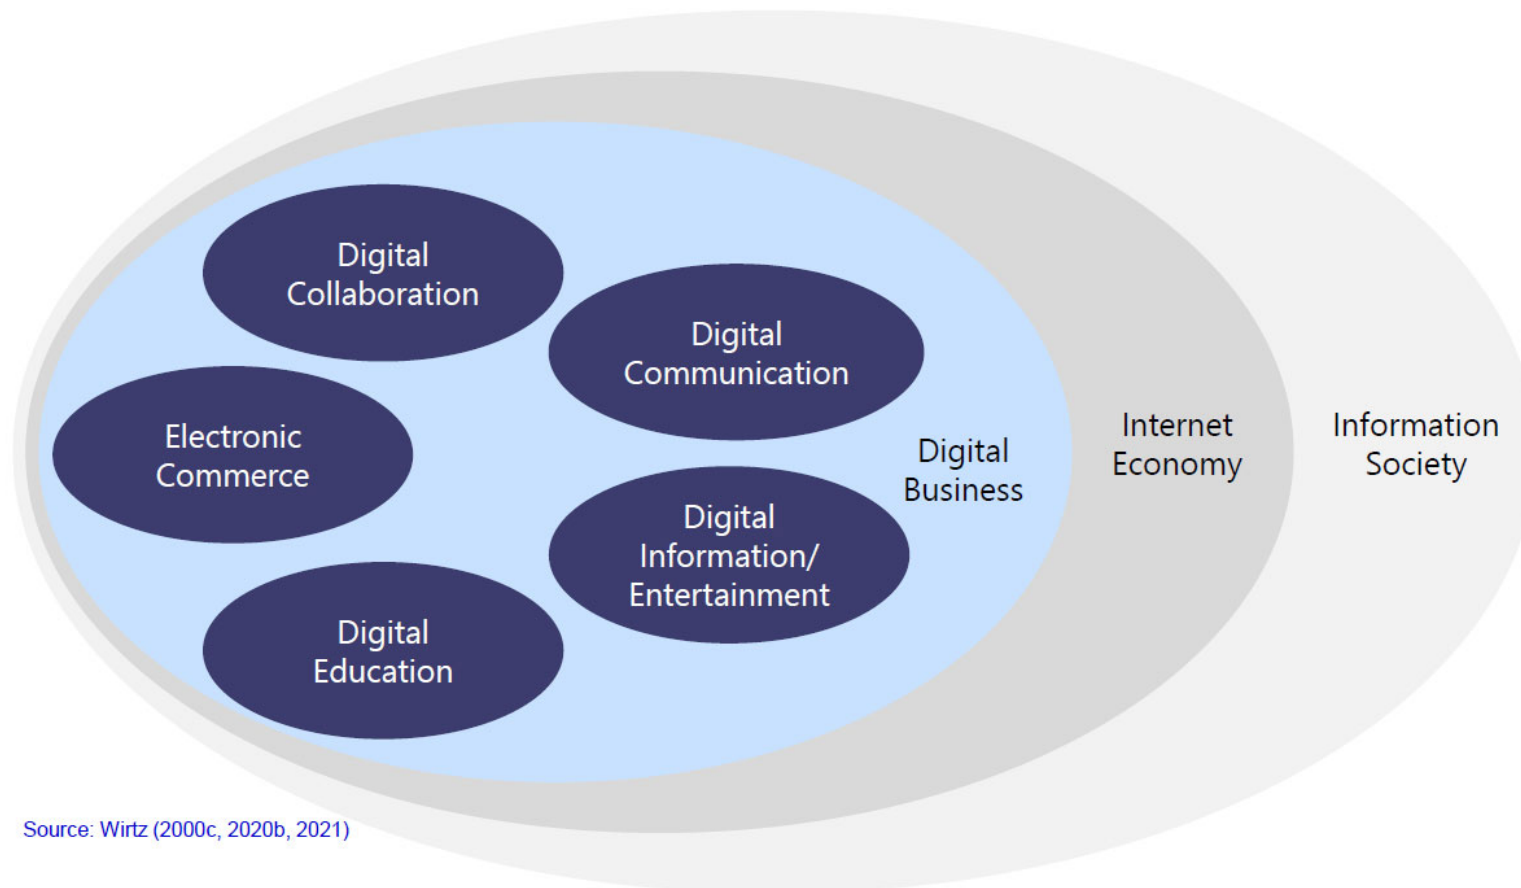 Digital
Collaboration
Digital
Communication
Electronic
Commerce
Digital
Business
Internet
Economy
Information
Society
Digital
Information/
Entertainment
Digital
Education
Source: Wirtz (2000c, 2020b, 2021)